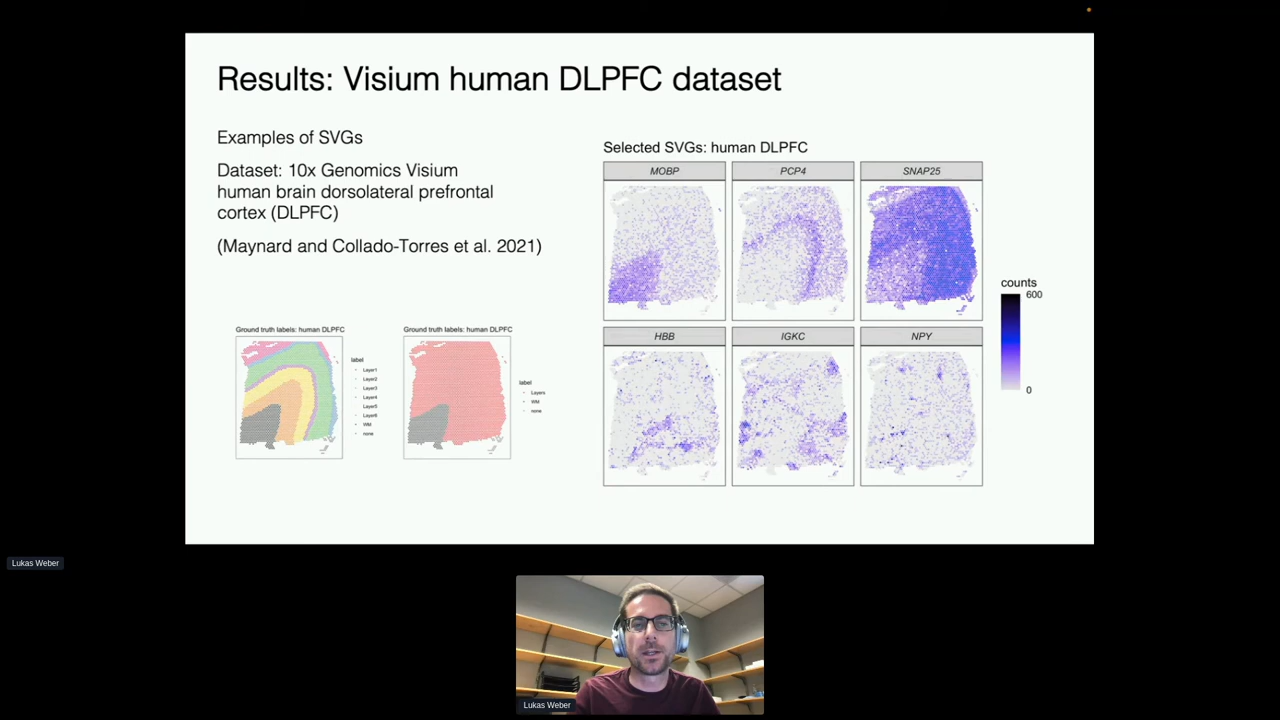 Results: Visium human DLPFC dataset
Examples of SVGs
Dataset: 10x Genomics Visium
human brain dorsolateral prefrontal
cortex (DLPFC)
(Maynard and Collado-Torres et al. 2021)
Ground truth labels: human DLPFC
label
Layer1
Layer2
Layer3
Layer4
Layer5
Layer6
WM
none
Ground truth labels: human DLPFC
label
Layers
WM
none
Selected SVGs: human DLPFC
MOBP
PCP4
SNAP25
HBB
IGKC
NPY
counts
600
0
Lukas Weber
Lukas Weber